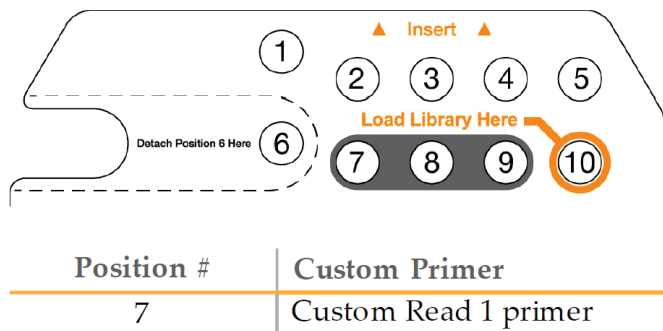 ▲ Insert ▲
1
2 3 4 5
Load Library Here
Detach Position 6 Here 6
7 8 9 10
Position # Custom Primer
7 Custom Read 1 primer